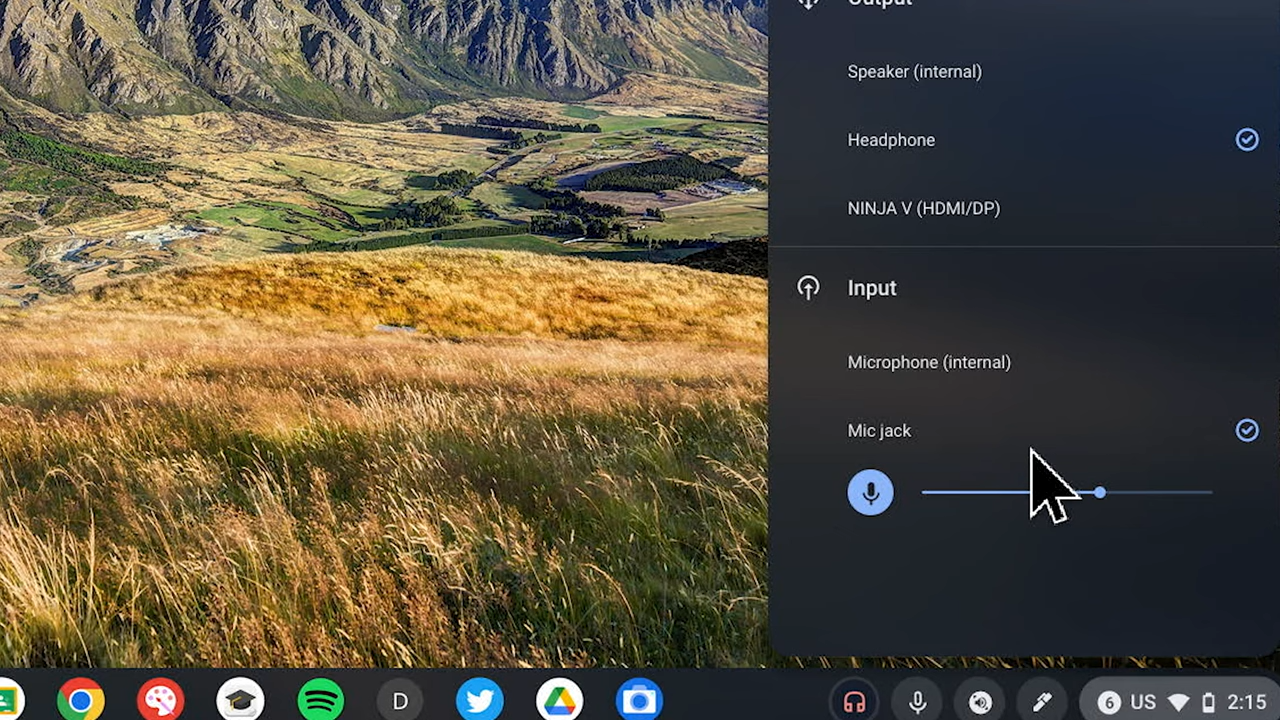 Output
Speaker (internal)
Headphone
NINJA V (HDMI/DP)
Input
Microphone (internal)
Mic jack
D
6 US 2:15